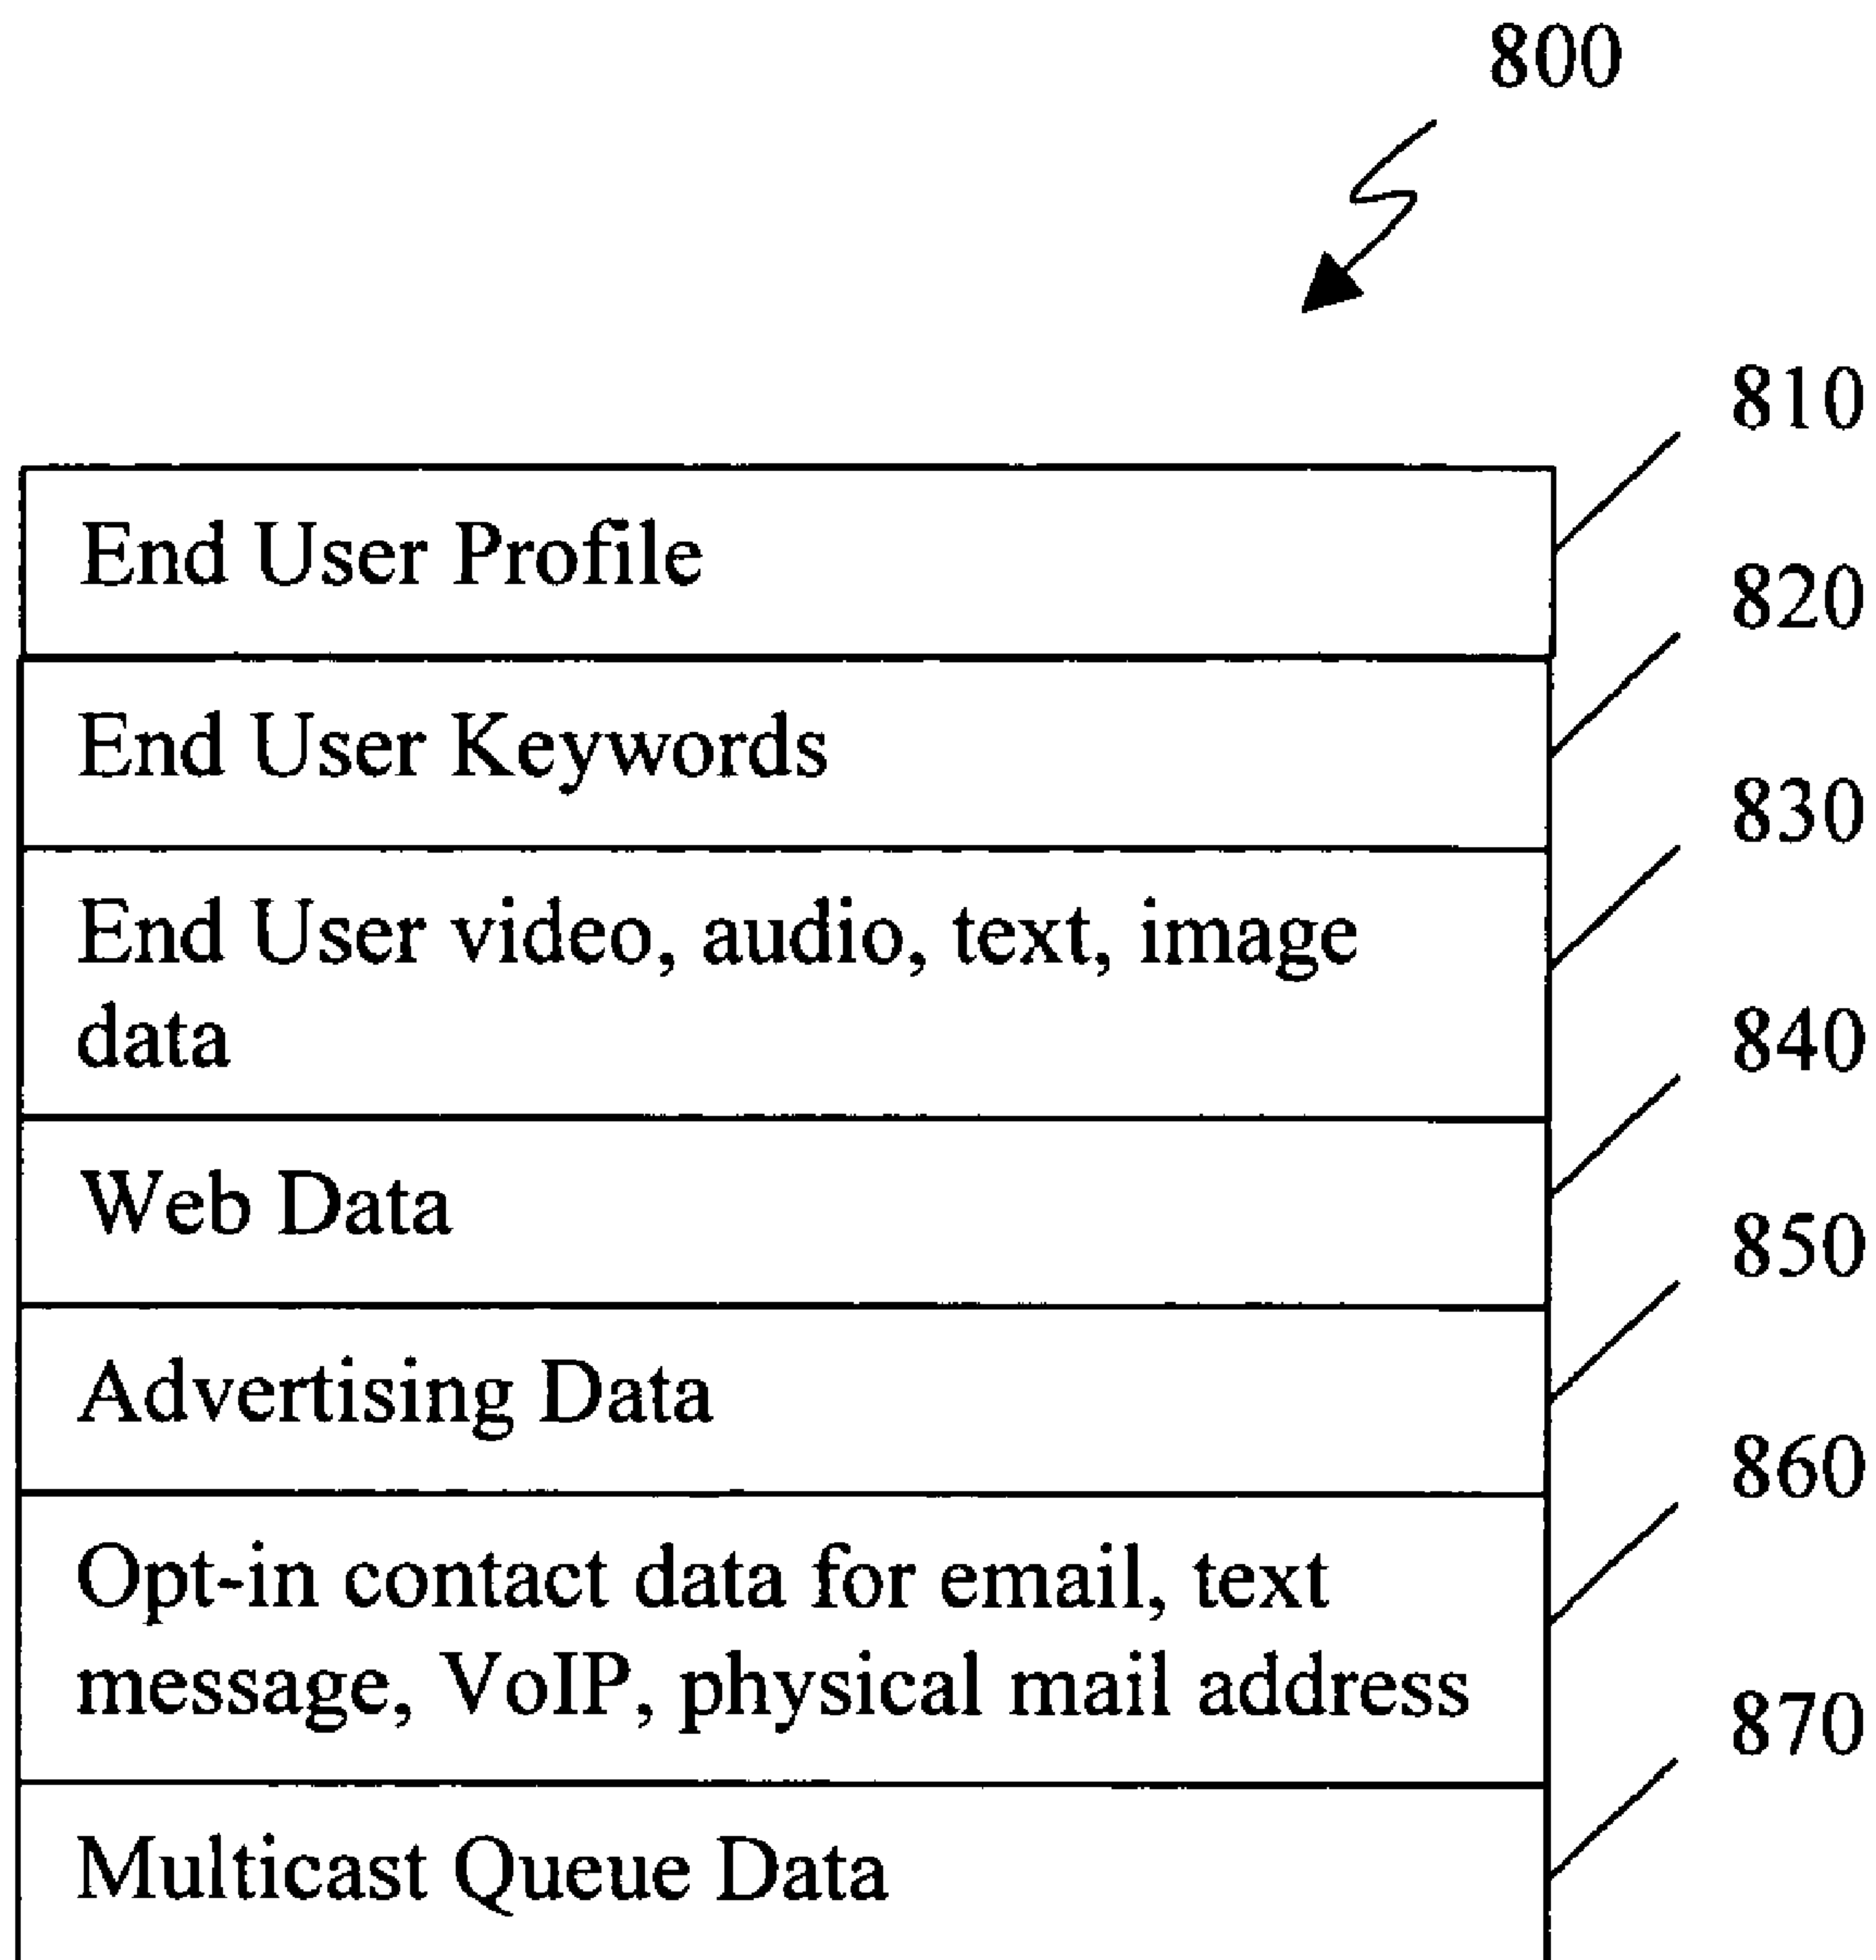 800
810
End User Profile
820
End User Keywords
830
End User video, audio, text, image
data
840
Web Data
850
Advertising Data
860
Opt-in contact data for email, text
message, VoIP, physical mail address
870
Multicast Queue Data